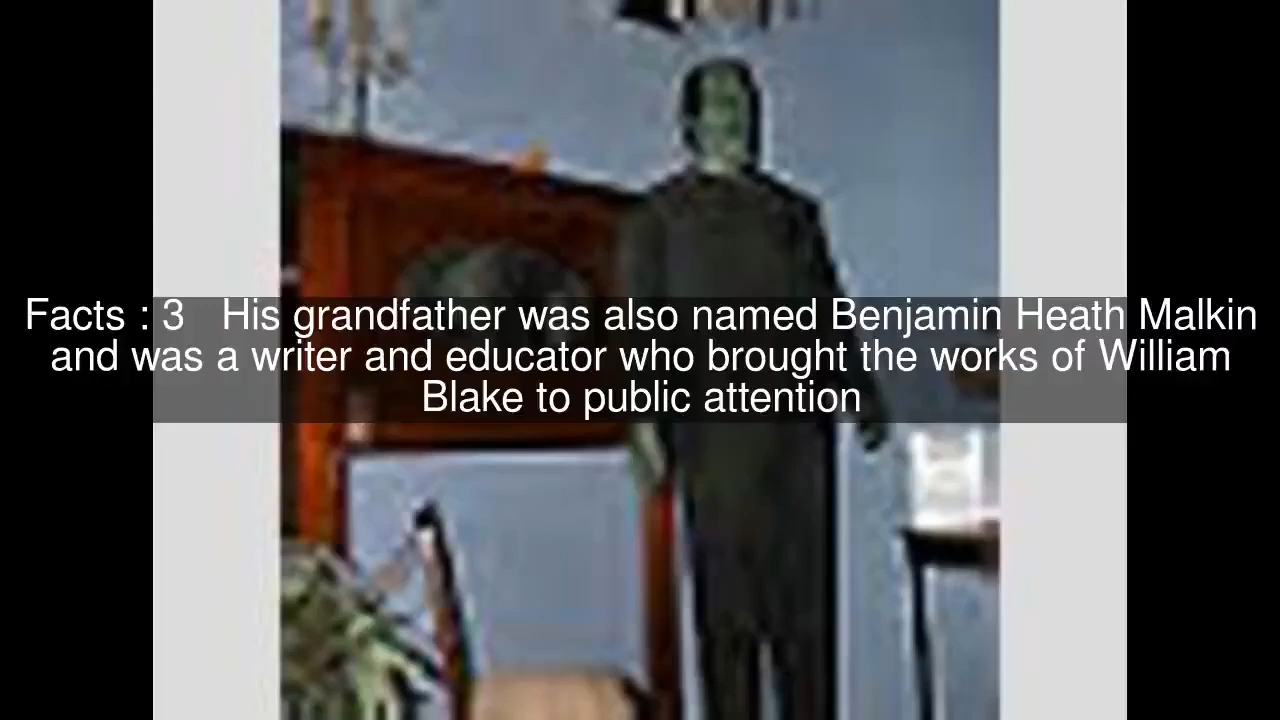 Facts : 3   His grandfather was also named Benjamin Heath Malkin
and was a writer and educator who brought the works of William
Blake to public attention